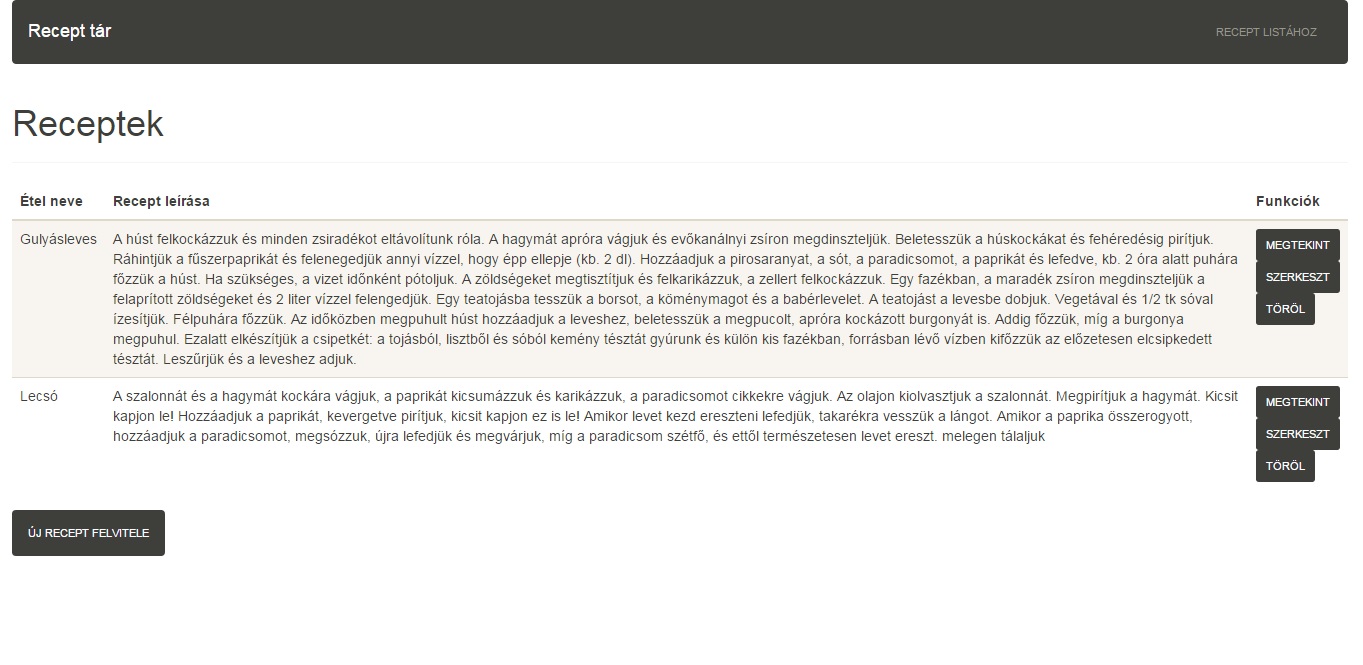 Recept tár
RECEPT LISTÁHOZ
Receptek
Étel neve
Recept leírása
Funkciók
Gulyásleves
A húst felkockázzuk és minden zsiradékot eltávolítunk róla. A hagymát apróra vágjuk és evőkanálnyi zsíron megdinszteljük. Beletesszük a húskockákat és fehéredésig pirítjuk.
Ráhintjük a fűszerpaprikát és felenegedjük annyi vízzel, hogy épp ellepje (kb. 2 dl). Hozzáadjuk a pirosaranyat, a sót, a paradicsomot, a paprikát és lefedve, kb. 2 óra alatt puhára
főzzük a húst. Ha szükséges, a vizet időnként pótoljuk. A zöldségeket megtisztítjuk és felkarikázzuk, a zellert felkockázzuk. Egy fazékban, a maradék zsíron megdinszteljük a
felaprított zöldségeket és 2 liter vízzel felengedjük. Egy teatojásba tesszük a borsot, a köménymagot és a babérlevelet. A teatojást a levesbe dobjuk. Vegetával és 1/2 tk sóval
ízesítjük. Félpuhára főzzük. Az időközben megpuhult húst hozzáadjuk a leveshez, beletesszük a megpucolt, apróra kockázott burgonyát is. Addig főzzük, míg a burgonya
megpuhul. Ezalatt elkészítjük a csipetkét: a tojásból, lisztből és sóból kemény tésztát gyúrunk és külön kis fazékban, forrásban lévő vízben kifőzzük az előzetesen elcsipkedett
tésztát. Leszűrjük és a leveshez adjuk.
MEGTEKINT
SZERKESZT
TÖRÖL
Lecsó
A szalonnát és a hagymát kockára vágjuk, a paprikát kicsumázzuk és karikázzuk, a paradicsomot cikkekre vágjuk. Az olajon kiolvasztjuk a szalonnát. Megpirítjuk a hagymát. Kicsit
kapjon le! Hozzáadjuk a paprikát, kevergetve pirítjuk, kicsit kapjon ez is le! Amikor levet kezd ereszteni lefedjük, takarékra vesszük a lángot. Amikor a paprika összerogyott,
hozzáadjuk a paradicsomot, megsózzuk, újra lefedjük és megvárjuk, míg a paradicsom szétfő, és ettől természetesen levet ereszt. melegen tálaljuk
MEGTEKINT
SZERKESZT
TÖRÖL
ÚJ RECEPT FELVITELE